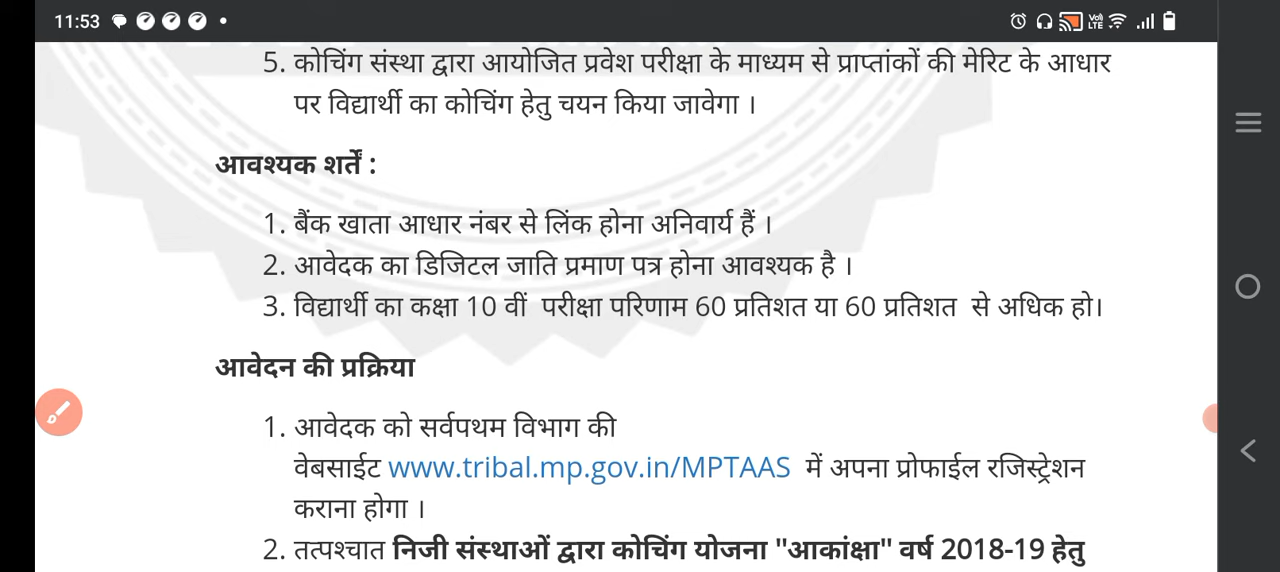 11:53
Vo) LTE
5. कोचिंग संस्था द्वारा आयोजित प्रवेश परीक्षा के माध्यम से प्राप्तांकों की मेरिट के आधार
पर विद्यार्थी का कोचिंग हेतु चयन किया जावेगा ।
आवश्यक शर्तें :
1. बैंक खाता आधार नंबर से लिंक होना अनिवार्य हैं ।
2. आवेदक का डिजिटल जाति प्रमाण पत्र होना आवश्यक है ।
3. विद्यार्थी का कक्षा 10 वीं परीक्षा परिणाम 60 प्रतिशत या 60 प्रतिशत से अधिक हो।
आवेदन की प्रक्रिया
1. आवेदक को सर्वपथम विभाग की
वेबसाईट www.tribal.mp.gov.in/MPTAAS में अपना प्रोफाईल रजिस्ट्रेशन
कराना होगा ।
2. तत्पश्चात निजी संस्थाओं द्वारा कोचिंग योजना "आकांक्षा" वर्ष 2018-19 हेतु